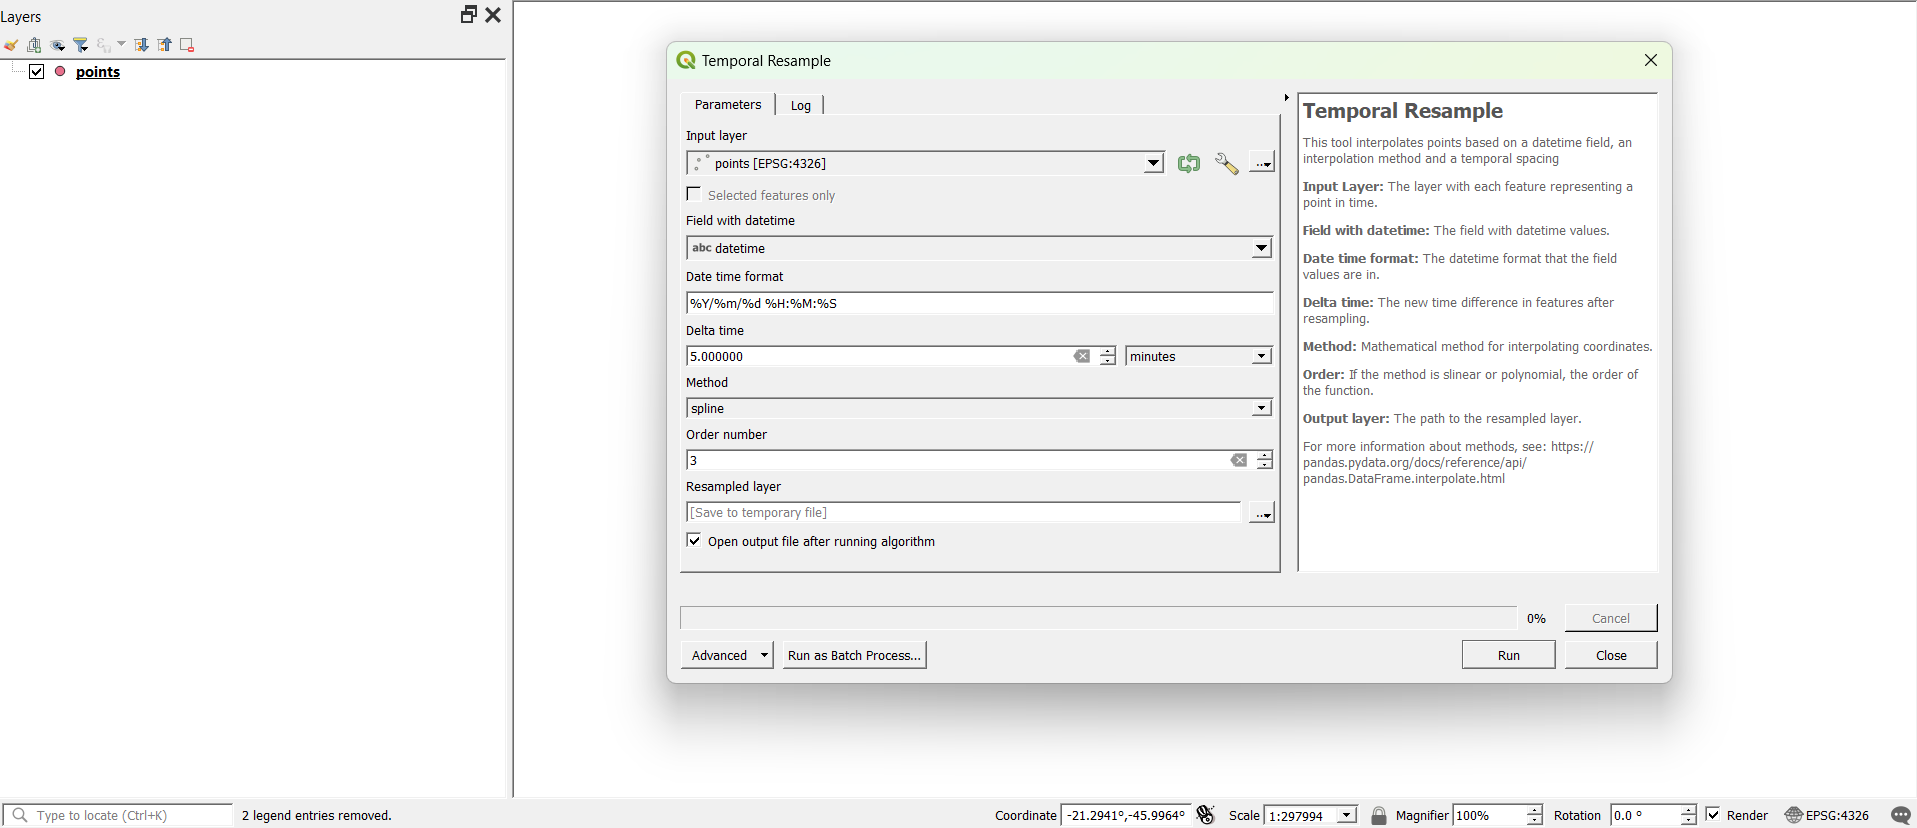 Layers
points
Temporal Resample
Parameters
Log
Input layer
points [EPSG:4326]
...
Selected features only
Field with datetime
abc datetime
Date time format
%Y/%m/%d %H:%M:%S
Delta time
5.000000
minutes
Method
spline
Order number
3
Resampled layer
[Save to temporary file]
...
Open output file after running algorithm
Temporal Resample
This tool interpolates points based on a datetime field, an
interpolation method and a temporal spacing
Input Layer: The layer with each feature representing a
point in time.
Field with datetime: The field with datetime values.
Date time format: The datetime format that the field
values are in.
Delta time: The new time difference in features after
resampling.
Method: Mathematical method for interpolating coordinates.
Order: If the method is slinear or polynomial, the order of
the function.
Output layer: The path to the resampled layer.
For more information about methods, see: https://
pandas.pydata.org/docs/reference/api/
pandas.DataFrame.interpolate.html
0%
Cancel
Advanced
Run as Batch Process...
Run
Close
Type to locate (Ctrl+K)
2 legend entries removed.
Coordinate -21.2941°,-45.9964°
Scale 1:297994
Magnifier 100%
Rotation 0.0 °
Render
EPSG:4326